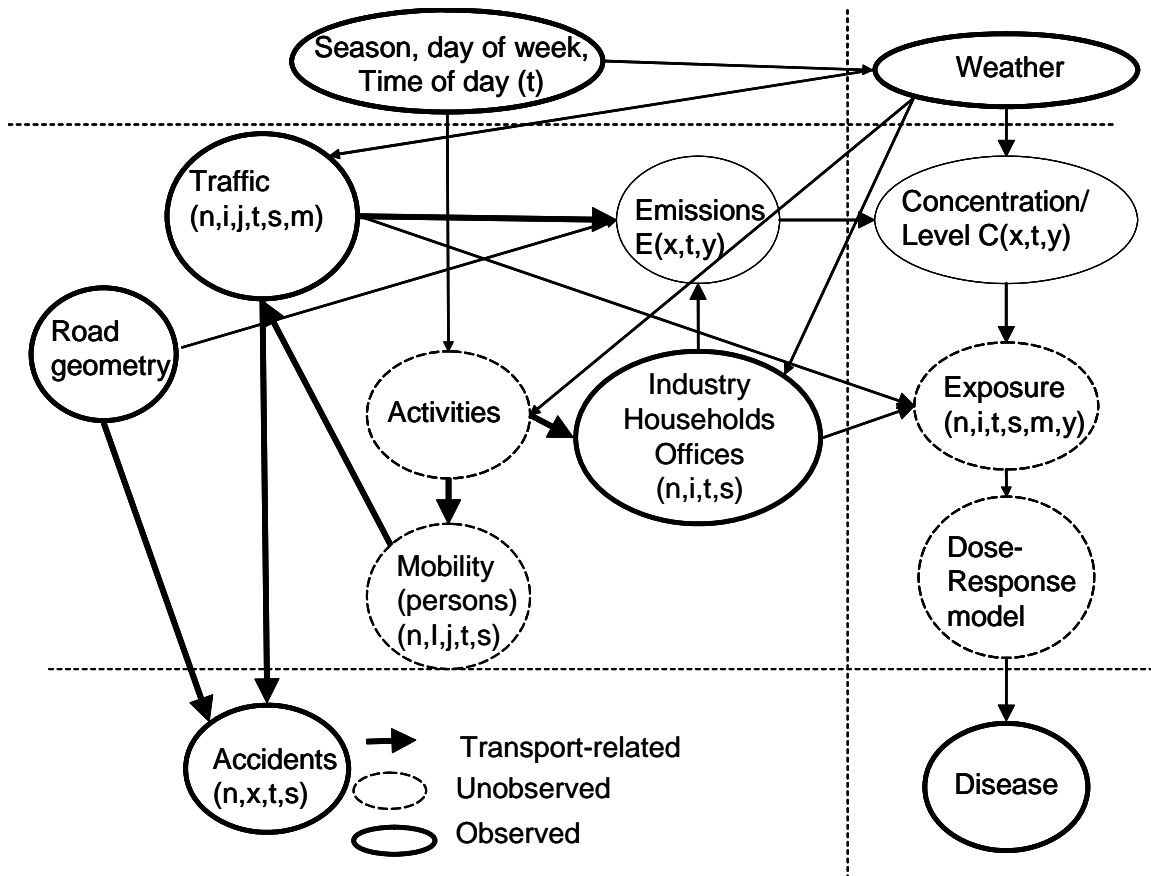 Season, day of week,
Time of day (t)
Weather
Traffic
(n,i,j,t,s,m)
Emissions
E(x,t,y)
Concentration/
Level C(x,t,y)
Road
geometry
Activities
Industry
Households
Offices
(n,i,t,s)
Exposure
(n,i,t,s,m,y)
Mobility
(persons)
(n,I,j,t,s)
Dose-
Response
model
Accidents
(n,x,t,s)
Transport-related
Unobserved
Observed
Disease